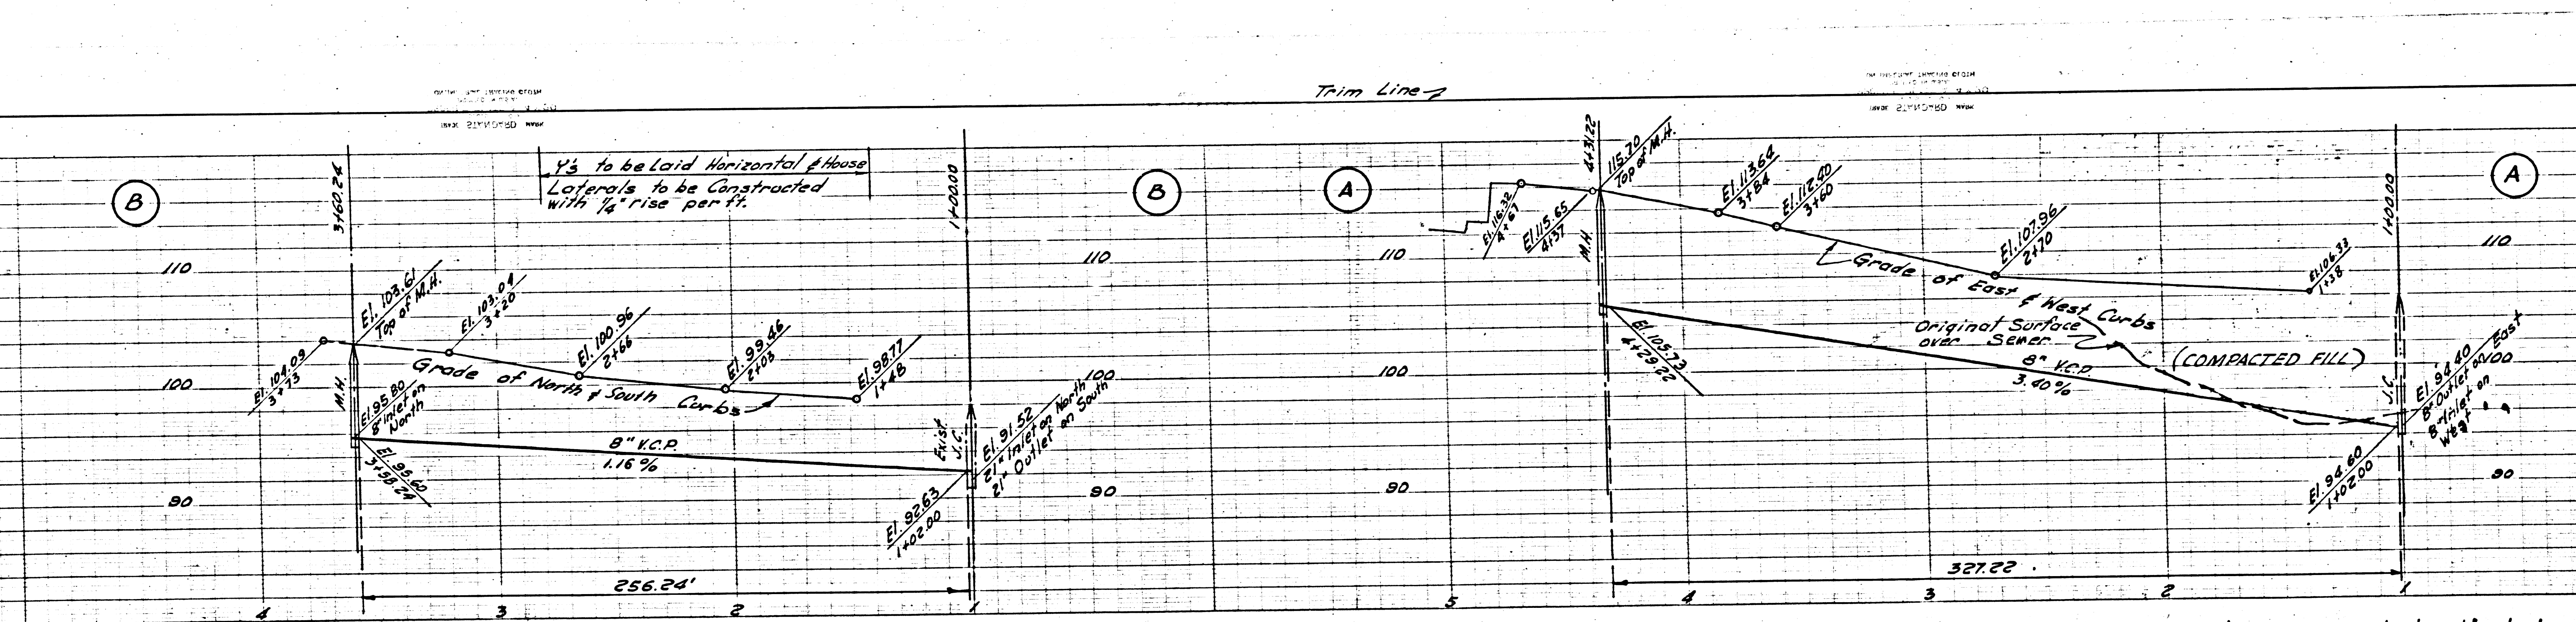 Trim Line
B
3+60.24
Y's to be laid Horizontal & House
Laterals to be Constructed
with 1/4" rise per ft.
1+00.00
B
110
110
El. 104.09
3+73
El. 103.61
Top of M.H.
El. 103.04
3+20
El. 100.96
2+66
El. 99.46
2+03
El. 98.77
1+48
Grade of North & South Curbs
100
100
M.H.
El. 95.80
8" Inlet on
North
El. 95.60
3+58.24
8" V.C.P.
1.16 %
Exist
J.C.
El. 91.52
21" Inlet on North
21" Outlet on South
El. 92.63
1+02.00
90
90
256.24'
4
3
2
1
A
4+31.22
115.70
Top of M.H.
El. 116.32
4+67
El. 115.65
4+37
El. 113.64
3+84
El. 112.40
3+60
El. 107.96
2+70
El. 106.33
1+38
1+00.00
A
110
110
M.H.
Grade of East & West Curbs
Original Surface
over Sewer
(COMPACTED FILL)
El. 105.73
4+29.22
8" V.C.P.
3.40 %
100
100
J.C.
El. 94.40
8" Outlet on East
8" Inlet on
West " "
El. 94.60
1+02.00
90
90
327.22
5
4
3
2
1
STANDARD
STANDARD